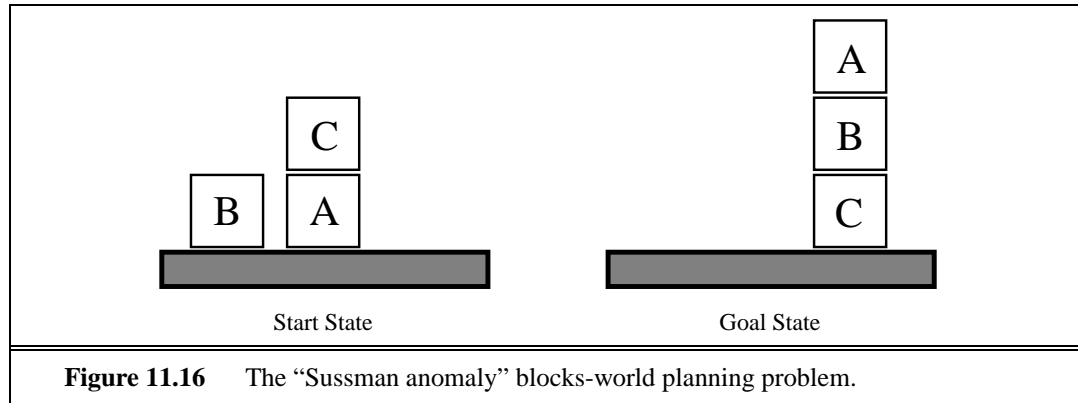 A
C
B
B
A
C
Start State
Goal State
Figure 11.16 The “Sussman anomaly” blocks-world planning problem.